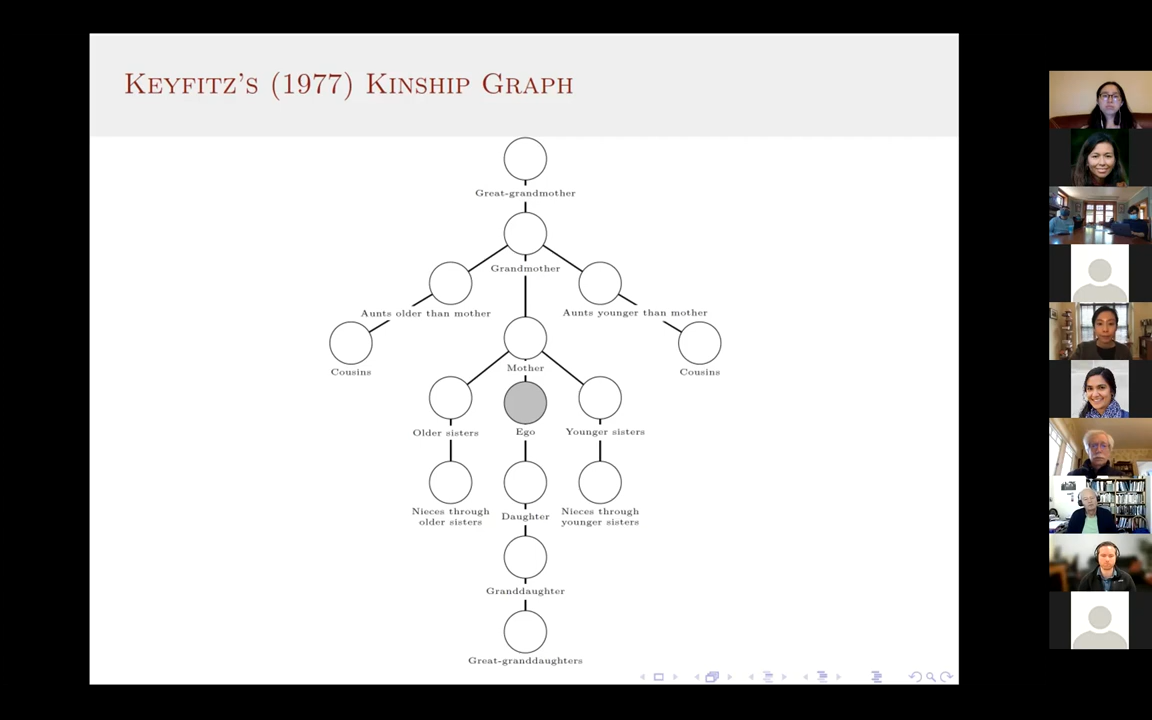 Keyfitz's (1977) Kinship Graph
Great-grandmother
Grandmother
Aunts older than mother
Aunts younger than mother
Cousins
Mother
Cousins
Older sisters
Ego
Younger sisters
Nieces through
older sisters
Daughter
Nieces through
younger sisters
Granddaughter
Great-granddaughters